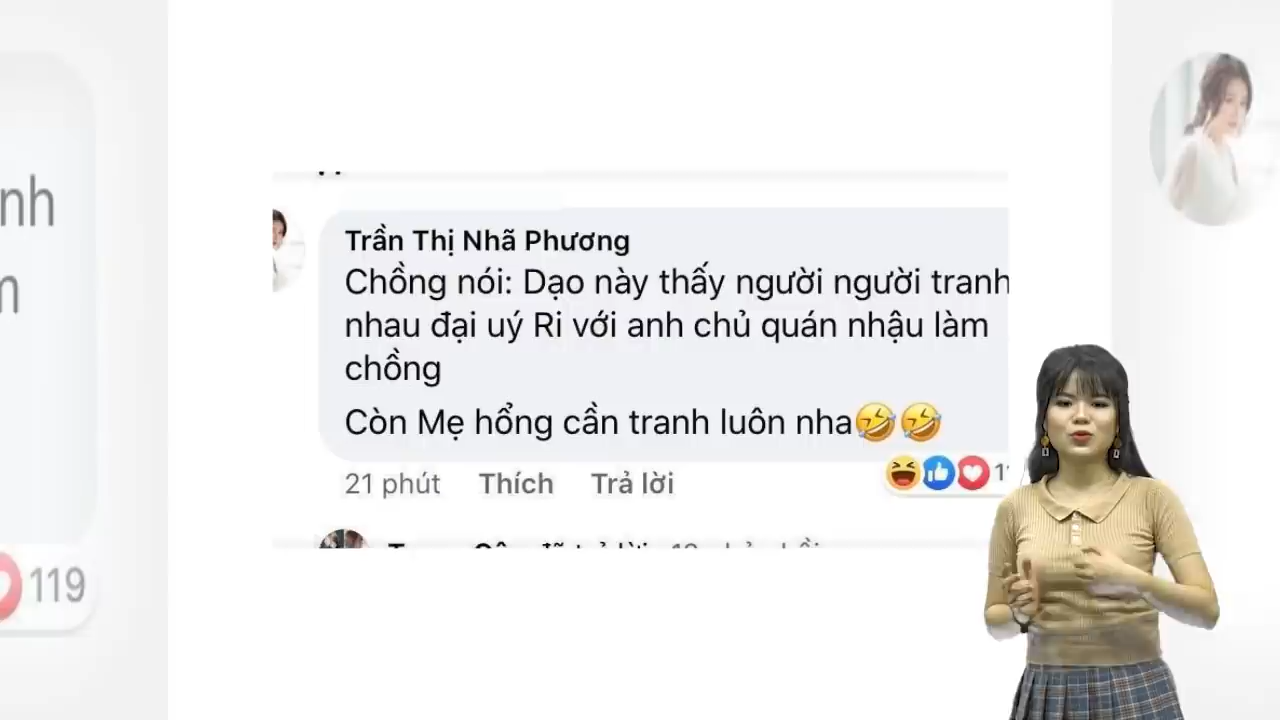 nh
Trần Thị Nhã Phương
Chồng nói: Dạo này thấy người người tranh
nhau đại uý Ri với anh chủ quán nhậu làm
chồng
Còn Mẹ hổng cần tranh luôn nha🤣🤣
21 phút Thích Trả lời
119